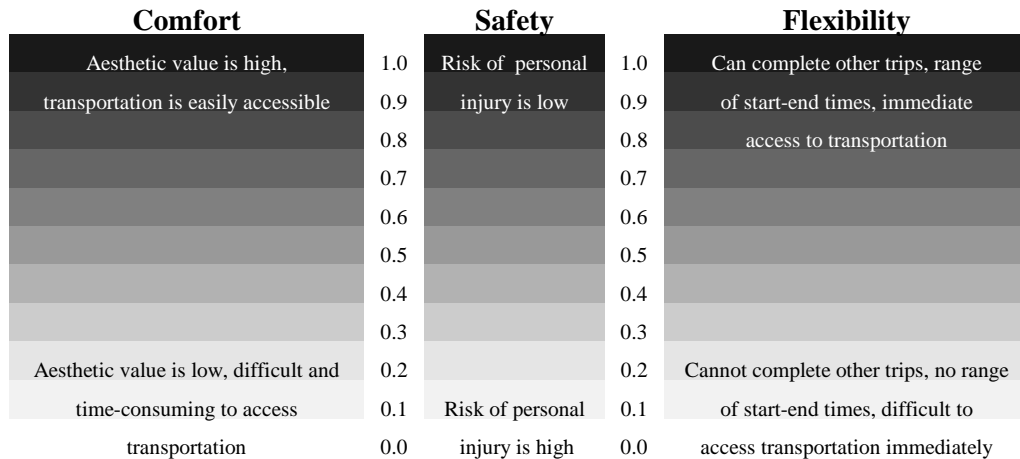 Comfort Safety Flexibility
Aesthetic value is high, 1.0 Risk of personal 1.0 Can complete other trips, range
transportation is easily accessible 0.9 injury is low 0.9 of start-end times, immediate
0.8 0.8 access to transportation
0.7 0.7
0.6 0.6
0.5 0.5
0.4 0.4
0.3 0.3
Aesthetic value is low, difficult and 0.2 0.2 Cannot complete other trips, no range
time-consuming to access 0.1 Risk of personal 0.1 of start-end times, difficult to
transportation 0.0 injury is high 0.0 access transportation immediately